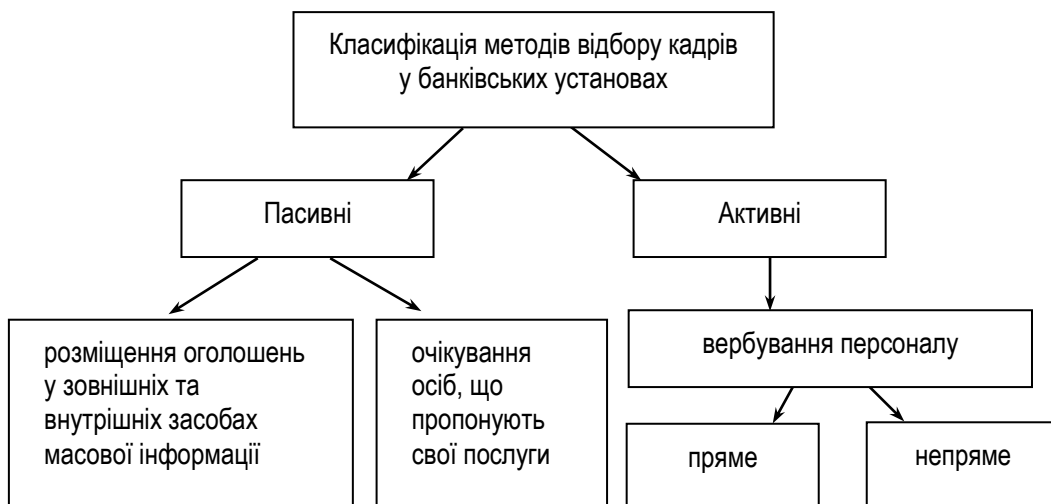 Класифікація методів відбору кадрів
у банківських установах
Пасивні
Активні
розміщення оголошень
у зовнішніх та
внутрішніх засобах
масової інформації
очікування
осіб, що
пропонують
свої послуги
вербування персоналу
пряме
непряме